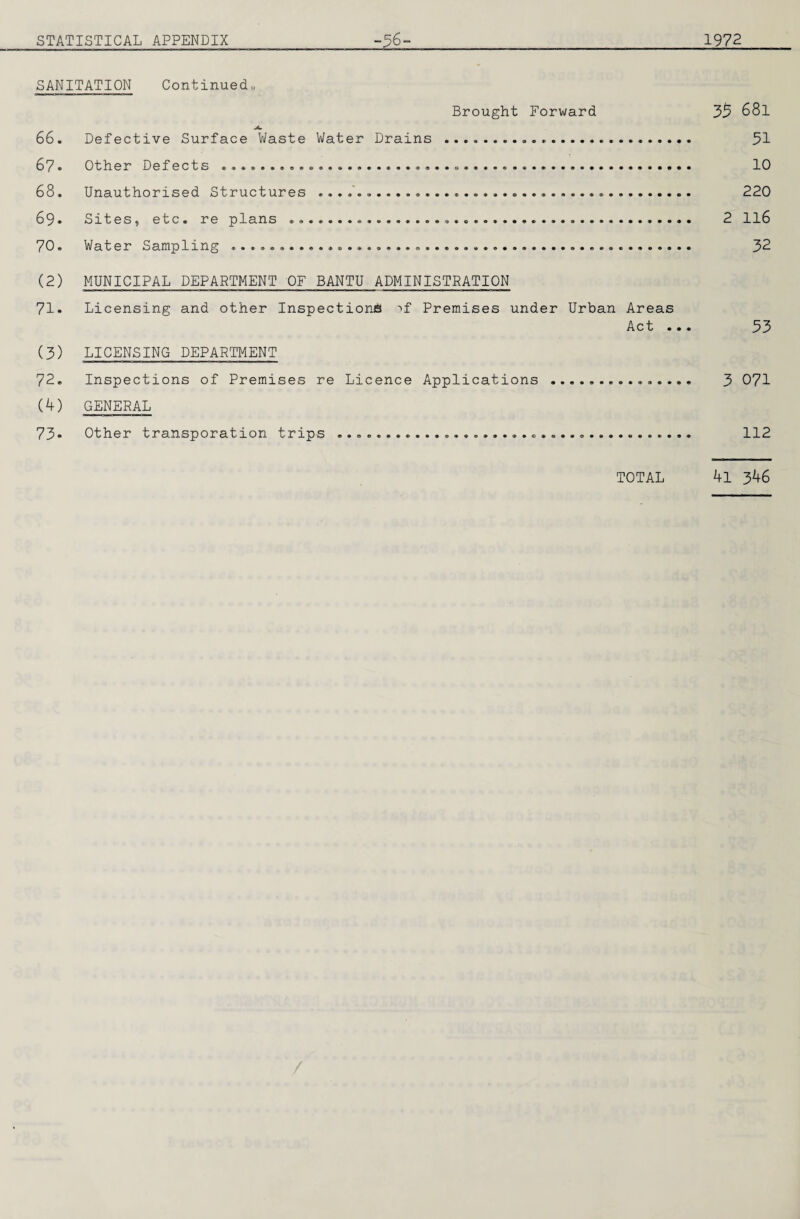 STATISTICAL APPENDIX -56- 1972
SANITATION Continued.
Brought Forward 35 681
66. Defective Surface Waste Water Drains .......................... 51
67. Other Defects ................................................. 10
68. Unauthorised Structures ....................................... 220
69. Sites, etc. re plans .......................................... 2 116
70. Water Sampling ................................................ 32
(2) MUNICIPAL DEPARTMENT OF BANTU ADMINISTRATION
71. Licensing and other Inspections of Premises under Urban Areas
Act ... 53
(3) LICENSING DEPARTMENT
72. Inspections of Premises re Licence Applications ............... 3 071
(4) GENERAL
73. Other transporation trips ..................................... 112
TOTAL 41 346